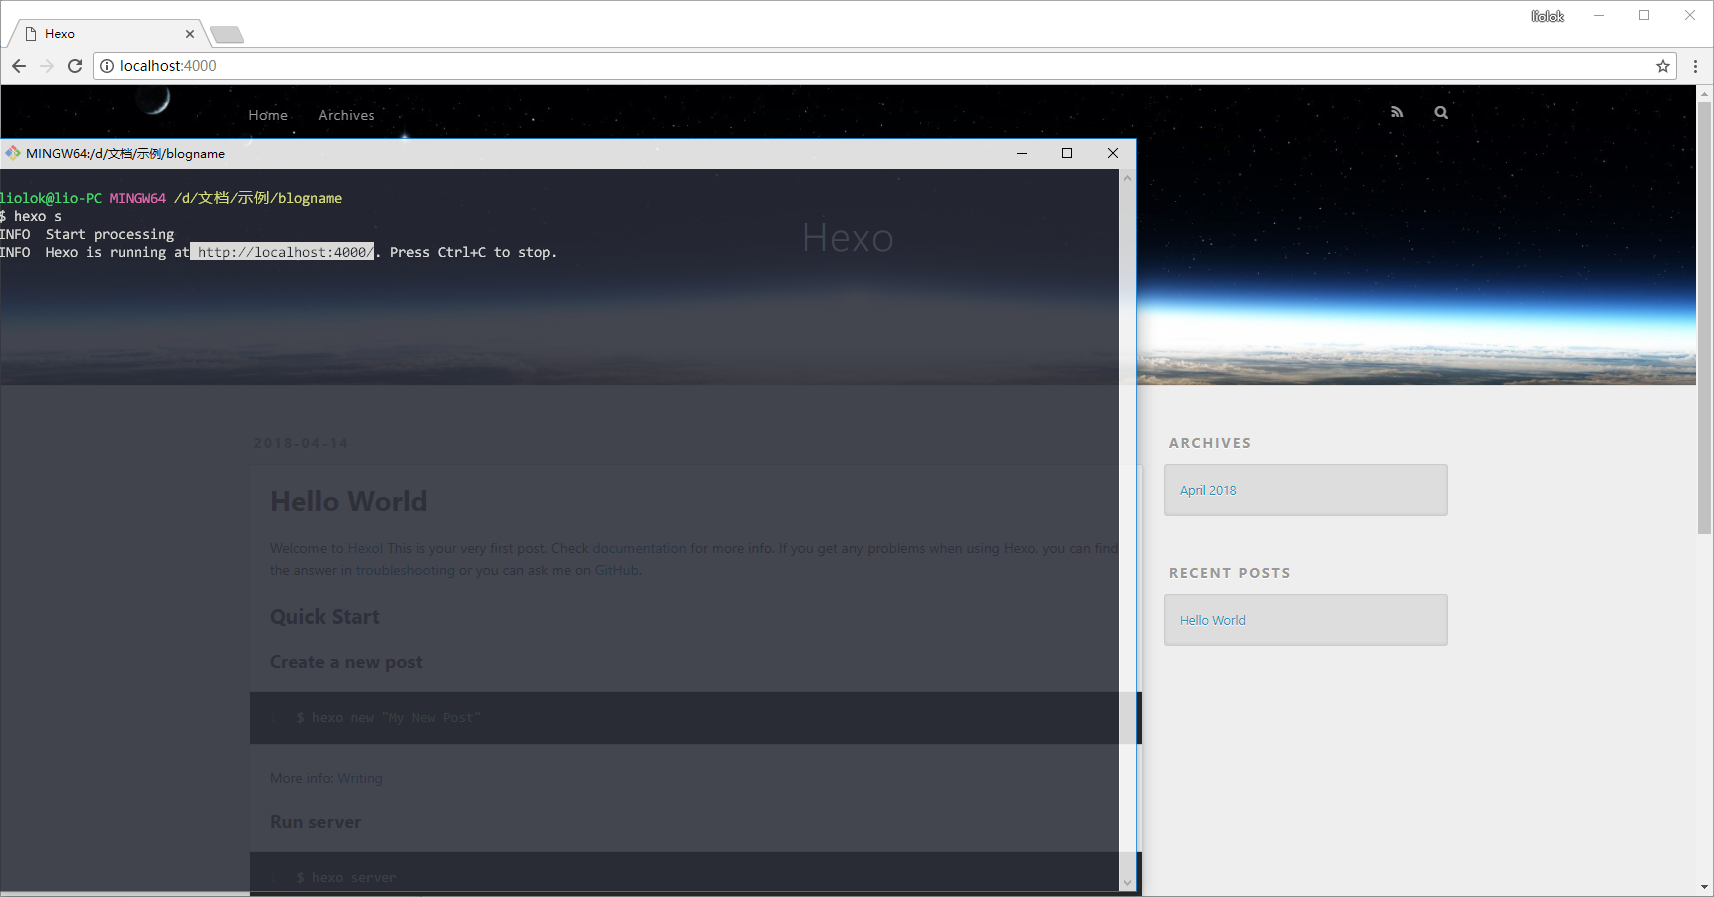 liolok
Hexo
localhost:4000
Home Archives
MINGW64:/d/文档/示例/blogname
liolok@lio-PC MINGW64 /d/文档/示例/blogname
$ hexo s
INFO Start processing
INFO Hexo is running at http://localhost:4000/. Press Ctrl+C to stop.
Hexo
2018-04-14
Hello World
Welcome to Hexo! This is your very first post. Check documentation for more info. If you get any problems when using Hexo, you can find
the answer in troubleshooting or you can ask me on GitHub.
Quick Start
Create a new post
1 $ hexo new "My New Post"
More info: Writing
Run server
1 $ hexo server
ARCHIVES
April 2018
RECENT POSTS
Hello World